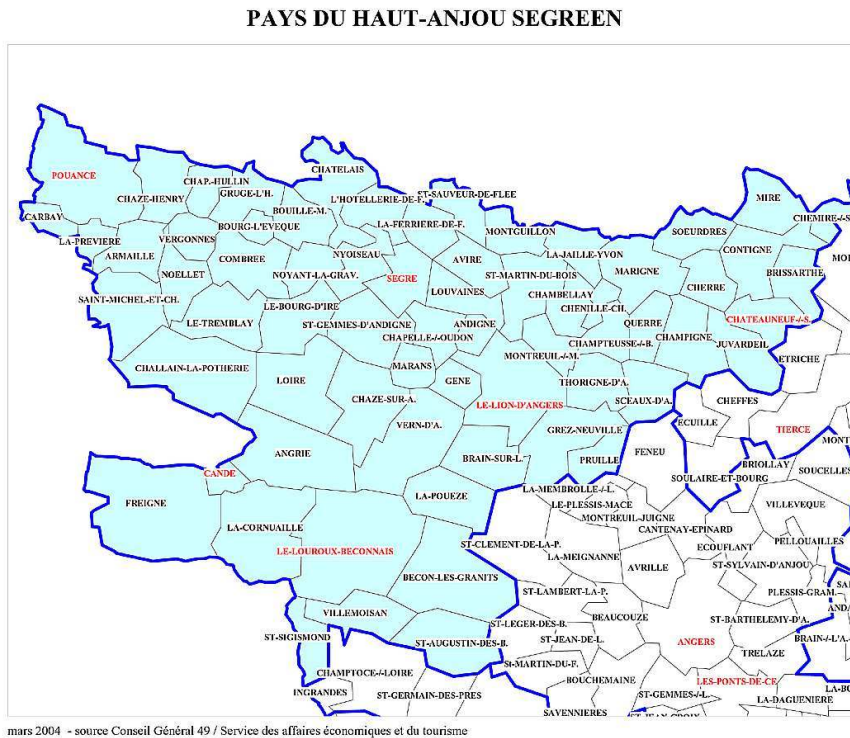 PAYS DU HAUT-ANJOU SEGREEN
CHATELAIS
POUANCE
CHAP.-HULLIN
GRUGE-L'H.
CHAZE-HENRY
L'HOTELLERIE-DE-F.
ST-SAUVEUR-DE-FLEE
MIRE
BOUILLE-M.
CARBAY
CHEMIRE-/-S
BOURG-L'EVEQUE
LA-FERRIERE-DE-F.
MONTGUILLON
SOEURDRES
LA-PREVIERE
VERGONNES
CONTIGNE
ARMAILLE
COMBREE
NYOISEAU
AVIRE
LA-JAILLE-YVON
NOELLET
NOYANT-LA-GRAV.
SEGRE
ST-MARTIN-DU-BOIS
MARIGNE
BRISSARTHE
CHERRE
LOUVAINES
CHAMBELLAY
SAINT-MICHEL-ET-CH.
LE-BOURG-D'IRE
CHENILLE-CH.
LE-TREMBLAY
ST-GEMMES-D'ANDIGNE
ANDIGNE
QUERRE
CHATEAUNEUF-/-S.
CHAPELLE-/-OUDON
CHAMPTEUSSE-/-B.
CHAMPIGNE
JUVARDEIL
MONTREUIL-/-M.
ETRICHE
CHALLAIN-LA-POTHERIE
MARANS
LOIRE
GENE
THORIGNE-D'A.
CHAZE-SUR-A.
LE-LION-D'ANGERS
SCEAUX-D'A.
CHEFFES
VERN-D'A.
ECUILLE
GREZ-NEUVILLE
TIERCE
MONT
ANGRIE
FENEU
BRAIN-SUR-L.
PRUILLE
BRIOLLAY
SOUCELLES
CANDE
SOULAIRE-ET-BOURG
FREIGNE
LA-POUEZE
LA-MEMBROLLE-/-L.
LE-PLESSIS-MACE
VILLEVEQUE
MONTREUIL-JUIGNE
LA-CORNUAILLE
CANTENAY-EPINARD
PELLOUAILLES
ST-CLEMENT-DE-LA-P.
ECOUFLANT
LE-LOUROUX-BECONNAIS
LA-MEIGNANNE
ST-SYLVAIN-D'ANJOU
AVRILLE
BECON-LES-GRANITS
ST-LAMBERT-LA-P.
PLESSIS-GRAM.
ANDA
VILLEMOISAN
BEAUCOUZE
ST-BARTHELEMY-D'A.
ST-LEGER-DES-B.
ST-SIGISMOND
ST-AUGUSTIN-DES-B.
ST-JEAN-DE-L.
ANGERS
BRAIN-/-L'A.
TRELAZE
St-MARTIN-DU-F.
CHAMPTOCE-/-LOIRE
BOUCHEMAINE
LES-PONTS-DE-CE
INGRANDES
ST-GERMAIN-DES-PRES
ST-GEMMES-/-L.
LA-DAGUENIERE
LA-BO
SAVENNIERES
mars 2004 - source Conseil Général 49 / Service des affaires économiques et du tourisme